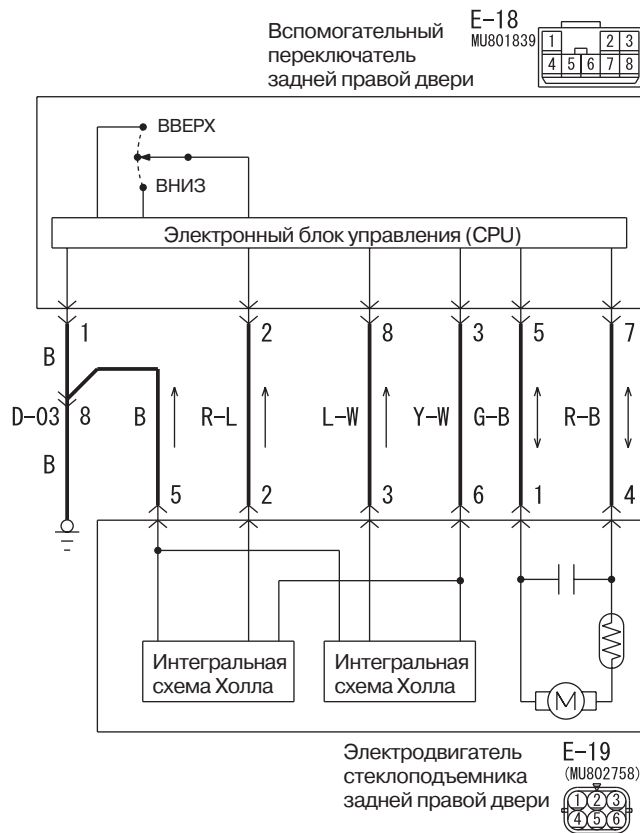 Вспомогательный
переключатель
задней правой двери
E-18
MU801839
1 2 3
4 5 6 7 8
ВВЕРХ
ВНИЗ
Электронный блок управления (CPU)
1 2 8 3 5 7
B
D-03 8 B R-L L-W Y-W G-B R-B
B
5 2 3 6 1 4
Интегральная
схема Холла
Интегральная
схема Холла
M
Электродвигатель
стеклоподъемника
задней правой двери
E-19
(MU802758)
1 2 3
4 5 6